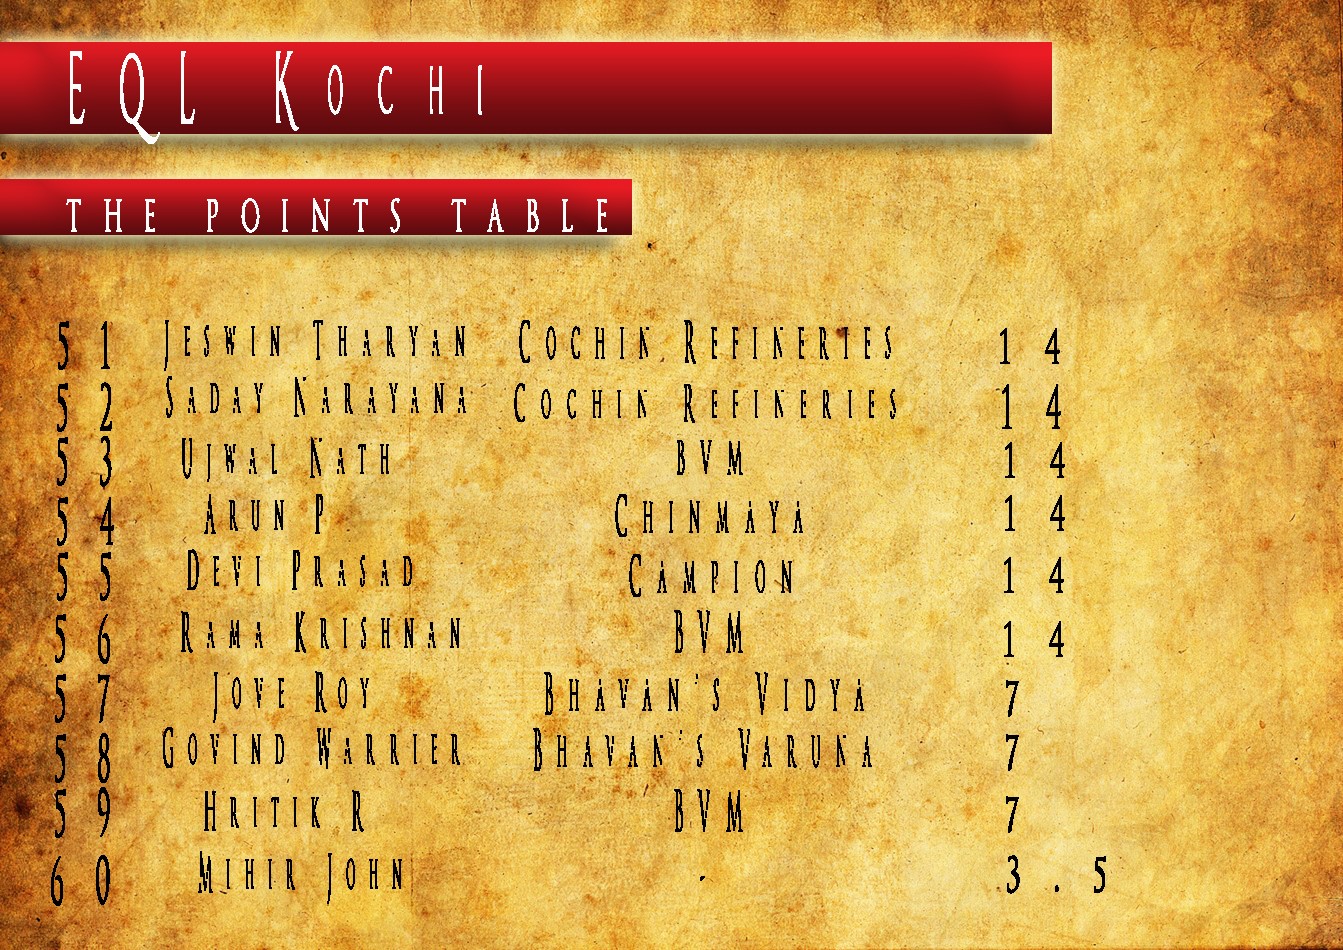 EQL Kochi
THE POINTS TABLE
51 Jeswin Tharyan Cochin Refineries 14
52 Saday Narayana Cochin Refineries 14
53 Ujwal Nath BVM 14
54 Arun P Chinmaya 14
55 Devi Prasad Campion 14
56 Rama Krishnan BVM 14
57 Jove Roy Bhavan's Vidya 7
58 Govind Warrier Bhavan's Varuna 7
59 Hritik R BVM 7
60 Mihir John - 3.5